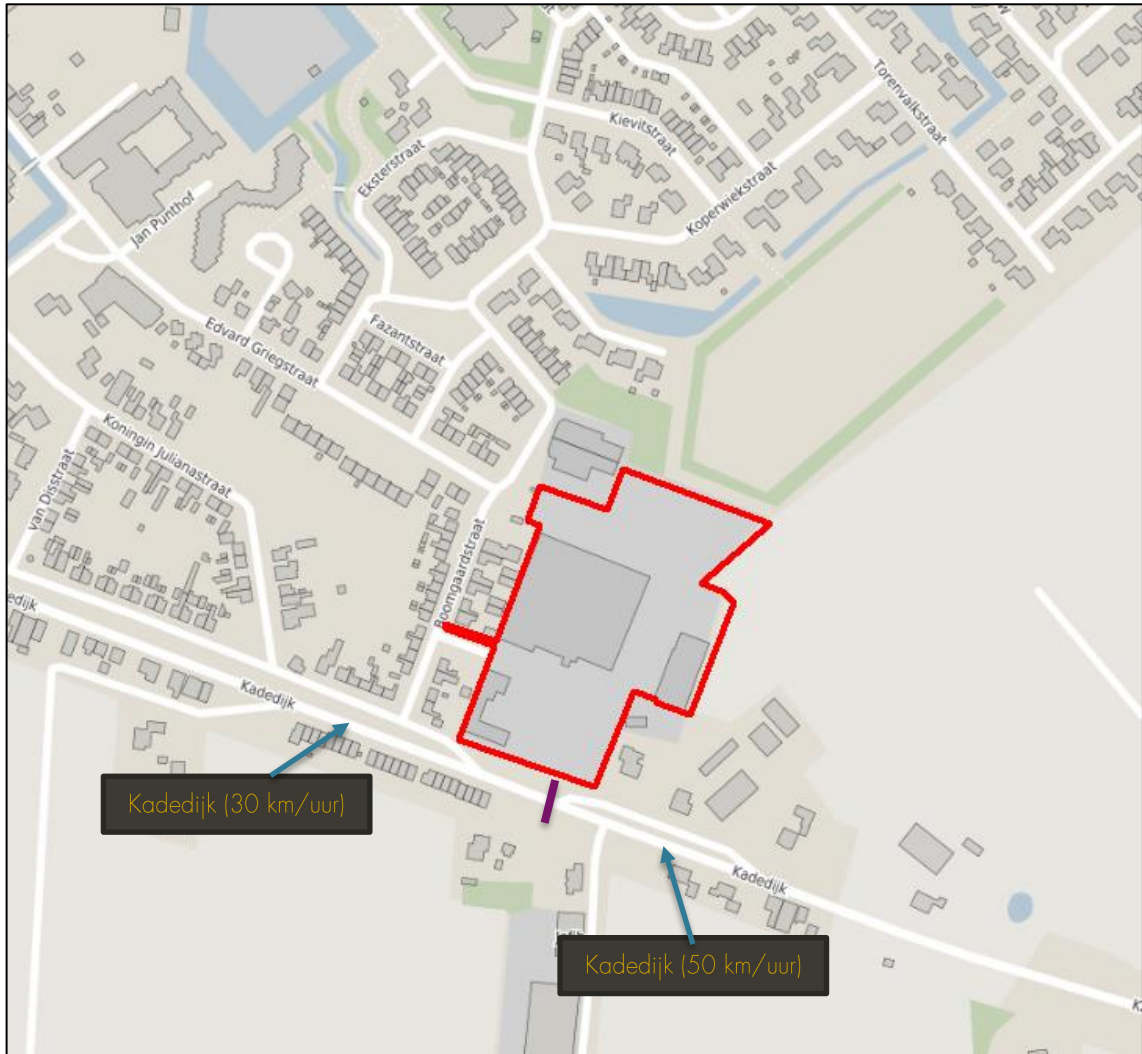 Torenvalkstraat
Kievitstraat
Eksterstraat
Koperwiekstraat
Jan Punthof
Edvard Griegstraat
Fazantstraat
Koningin Julianastraat
van Disstraat
Boomgaardstraat
edijk
Kadedijk
Kadedijk (30 km/uur)
Kadedijk
Kadedijk (50 km/uur)